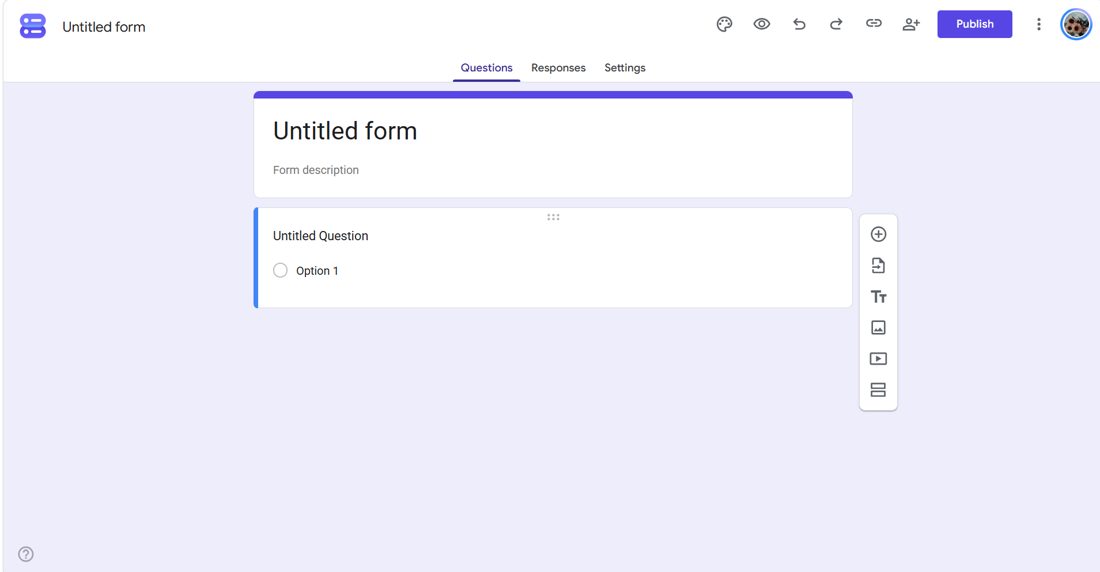 Untitled form
Publish
Questions Responses Settings
Untitled form
Form description
Untitled Question
Option 1